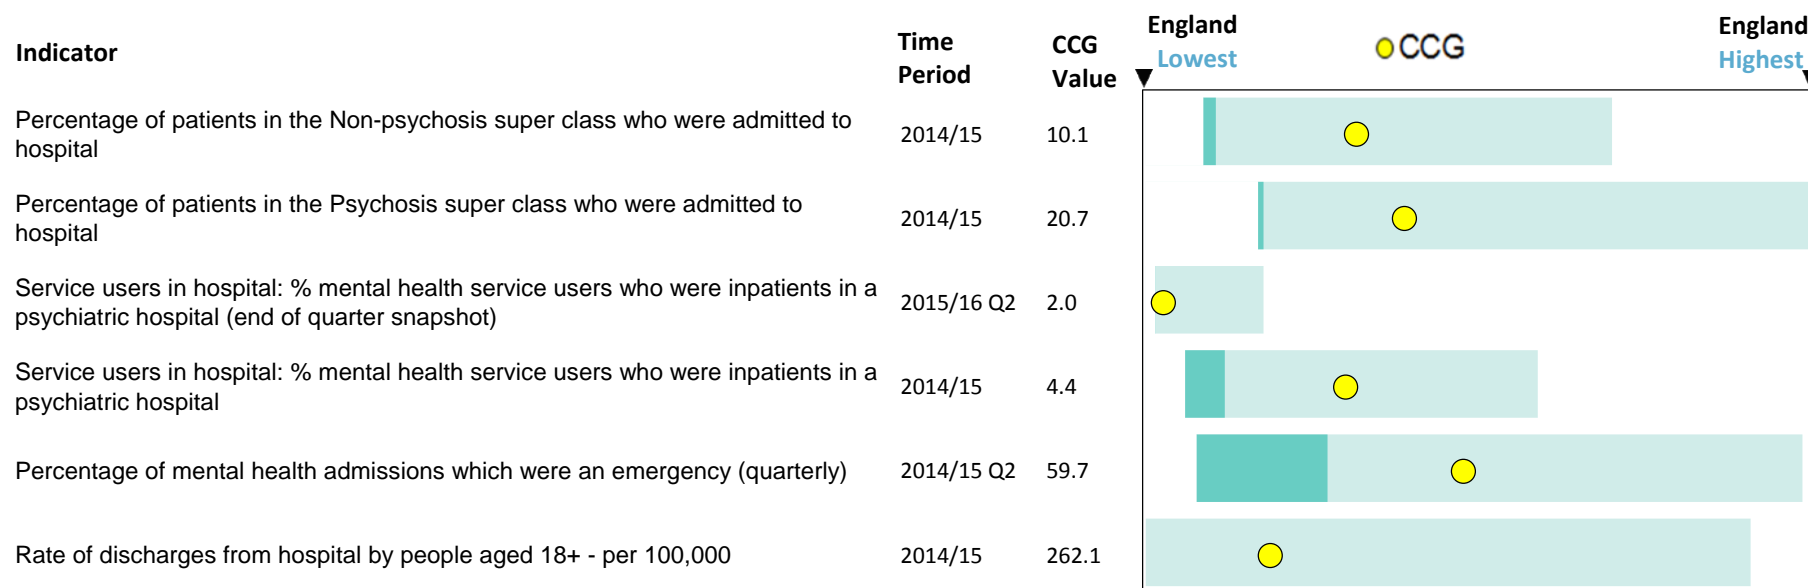 Indicator
Time
Period
CCG
Value
England
Lowest
CCG
England
Highest
Percentage of patients in the Non-psychosis super class who were admitted to
hospital
2014/15
10.1
Percentage of patients in the Psychosis super class who were admitted to
hospital
2014/15
20.7
Service users in hospital: % mental health service users who were inpatients in a
psychiatric hospital (end of quarter snapshot)
2015/16 Q2
2.0
Service users in hospital: % mental health service users who were inpatients in a
psychiatric hospital
2014/15
4.4
Percentage of mental health admissions which were an emergency (quarterly)
2014/15 Q2
59.7
Rate of discharges from hospital by people aged 18+ - per 100,000
2014/15
262.1